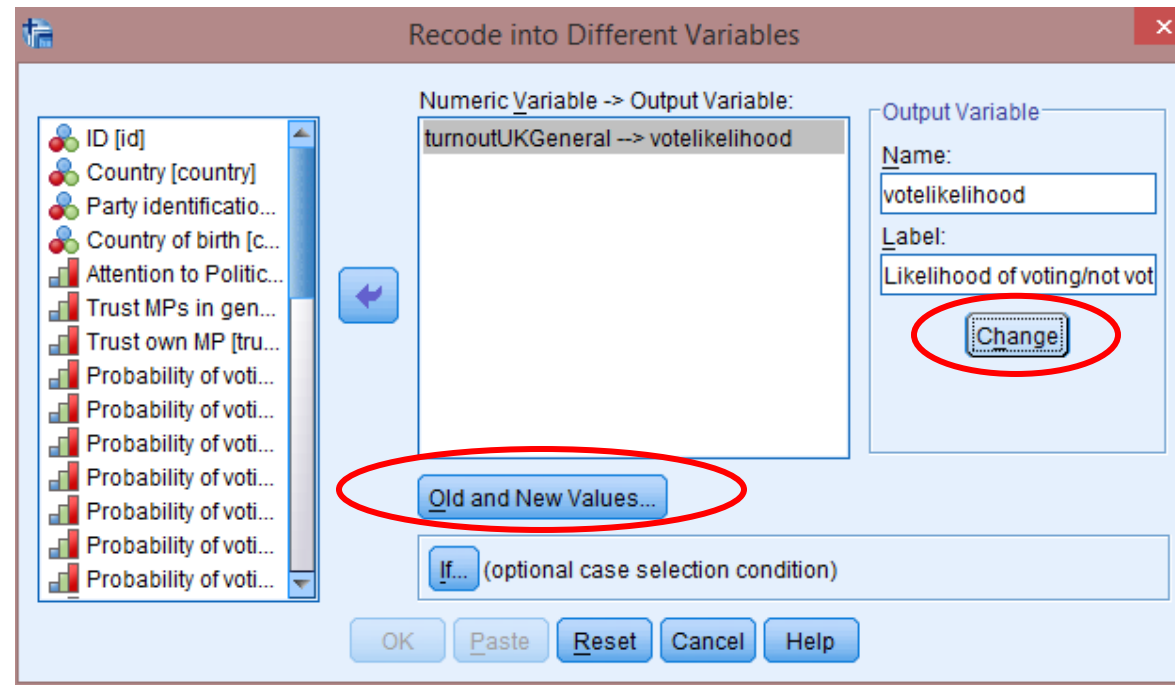 Recode into Different Variables
ID [id]
Country [country]
Party identificatio...
Country of birth [c...
Attention to Politic...
Trust MPs in gen...
Trust own MP [tru...
Probability of voti...
Probability of voti...
Probability of voti...
Probability of voti...
Probability of voti...
Probability of voti...
Probability of voti...
Numeric Variable -> Output Variable:
turnoutUKGeneral --> votelikelihood
Old and New Values...
If... (optional case selection condition)
Output Variable
Name:
votelikelihood
Label:
Likelihood of voting/not vot
Change
OK Paste Reset Cancel Help